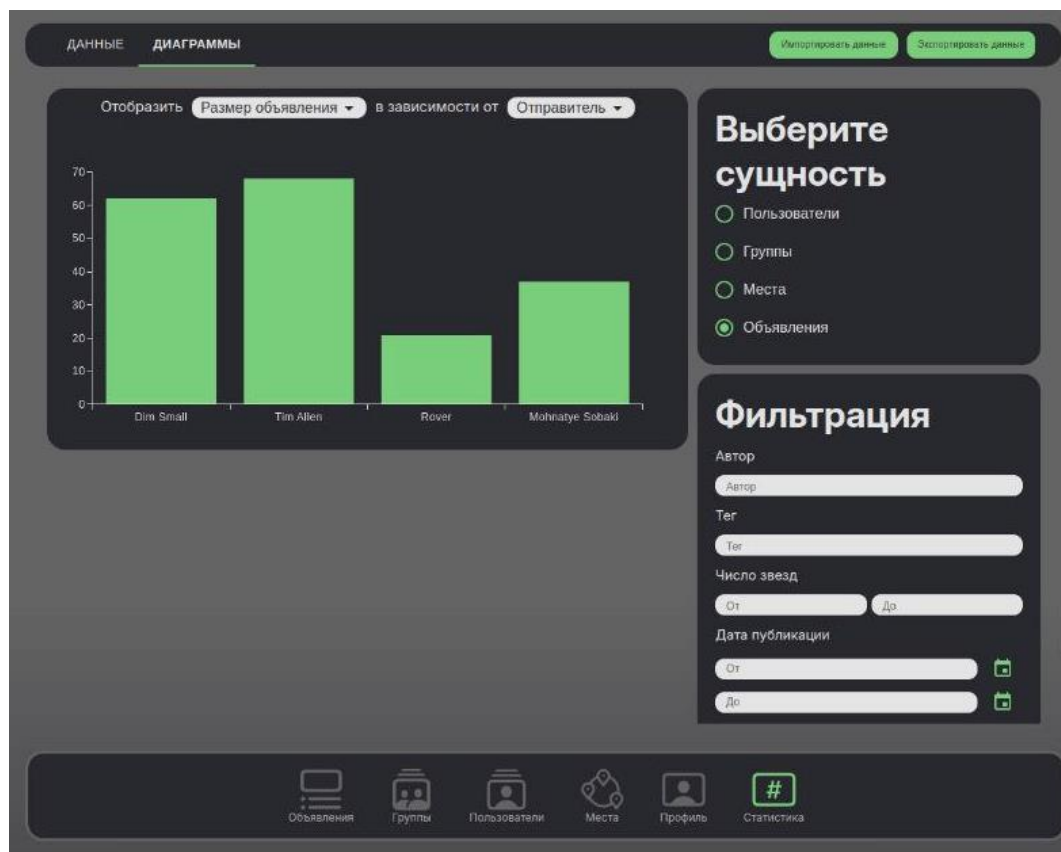 ДАННЫЕ ДИАГРАММЫ Импортировать данные Экспортировать данные
Отобразить Размер объявления в зависимости от Отправитель
70
60
50
40
30
20
10
0
Dim Small Tim Allen Rover Mohnatye Sobaki
Выберите
сущность
Пользователи
Группы
Места
Объявления
Фильтрация
Автор
Автор
Тег
Тег
Число звезд
От До
Дата публикации
От
До
#
Объявления Группы Пользователи Места Профиль Статистика